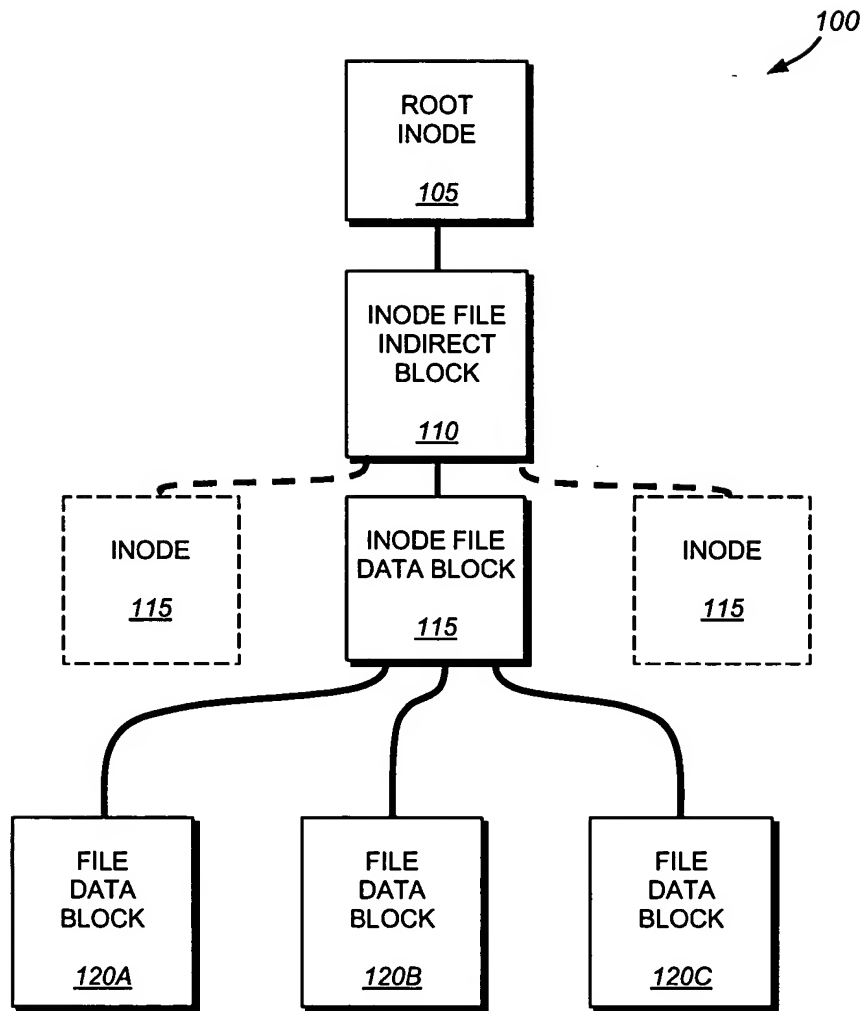 100
ROOT
INODE
105
INODE FILE
INDIRECT
BLOCK
110
INODE
115
INODE FILE
DATA BLOCK
115
INODE
115
FILE
DATA
BLOCK
120A
FILE
DATA
BLOCK
120B
FILE
DATA
BLOCK
120C